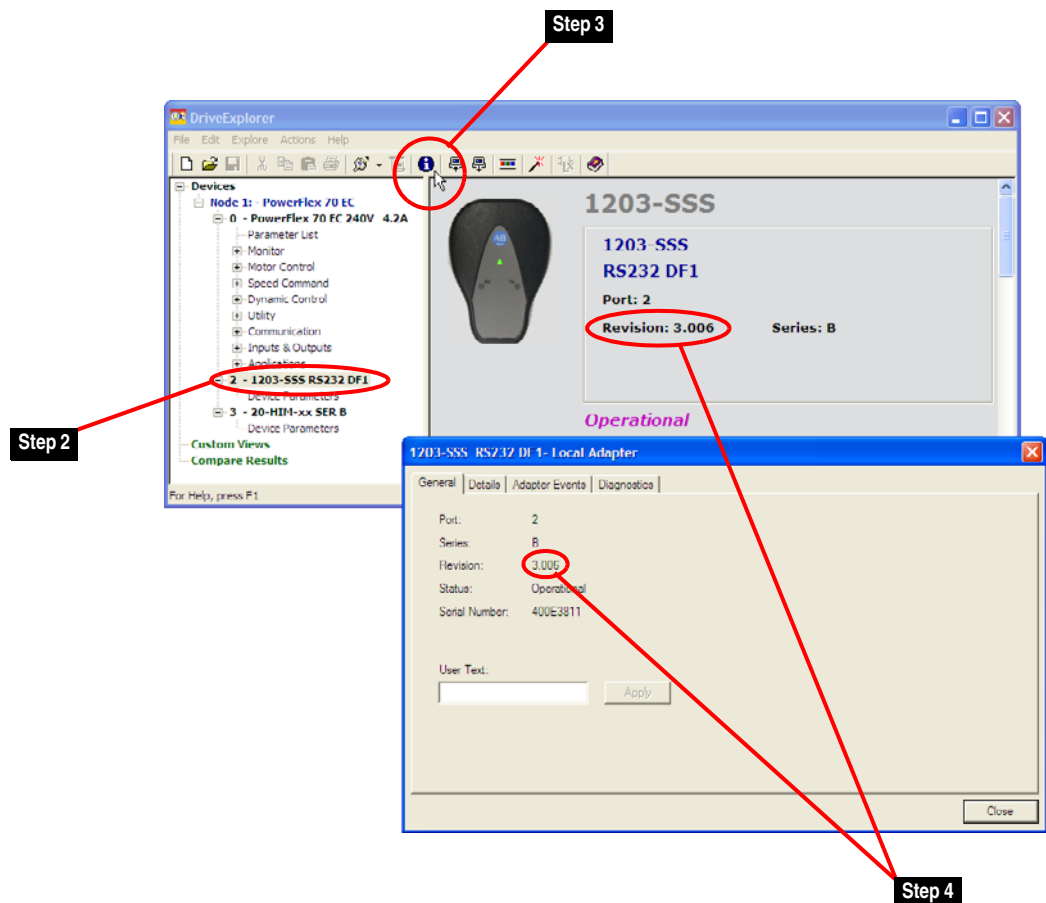 Step 3
DriveExplorer
File Edit Explore Actions Help
Devices
Node 1: - PowerFlex 70 EC
0 - PowerFlex 70 EC 240V 4.2A
Parameter List
Monitor
Motor Control
Speed Command
Dynamic Control
Utility
Communication
Inputs & Outputs
Applications
2 - 1203-SSS RS232 DF1
Device Parameters
3 - 20-HIM-xx SER B
Device Parameters
Custom Views
Compare Results
For Help, press F1
AB
1203-SSS
1203-SSS
RS232 DF1
Port: 2
Revision: 3.006 Series: B
Operational
Step 2
1203-SSS RS232 DF1- Local Adapter
General Details Adapter Events Diagnostics
Port: 2
Series: B
Revision: 3.006
Status: Operational
Serial Number: 400E3811
User Text:
Apply
Close
Step 4